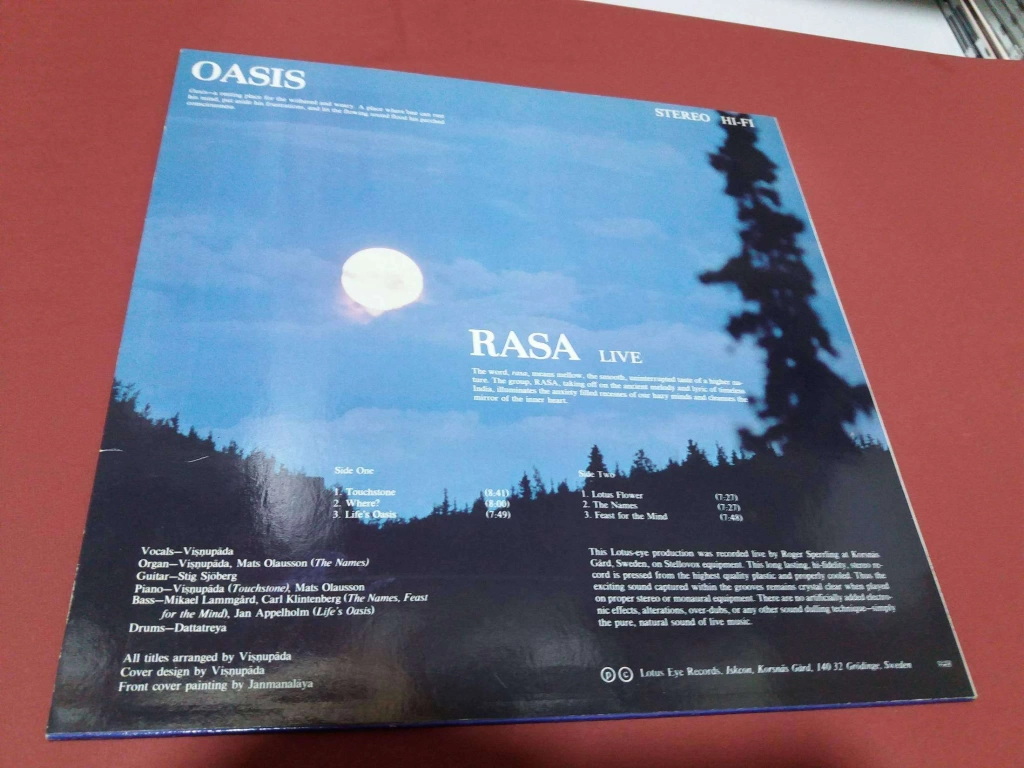 OASIS
Oasis—a resting place for the withered and weary. A place where one can rest
his mind, put aside his frustrations, and let the flowing sound flood his parched
consciousness.
STEREO HI-FI
RASA LIVE
The word, rasa, means mellow, the smooth, uninterrupted taste of a higher na-
ture. The group, RASA, taking off on the ancient melody and lyric of timeless
India, illuminates the anxiety filled recesses of our hazy minds and cleanses the
mirror of the inner heart.
Side One
1. Touchstone (8:41)
2. Where? (8:00)
3. Life's Oasis (7:49)
Side Two
1. Lotus Flower (7:27)
2. The Names (7:27)
3. Feast for the Mind (7:48)
Vocals—Viṣṇupāda
Organ—Viṣṇupāda, Mats Olausson (The Names)
Guitar—Stig Sjöberg
Piano—Viṣṇupāda (Touchstone), Mats Olausson
Bass—Mikael Lammgård, Carl Klintenberg (The Names, Feast
for the Mind), Jan Appelholm (Life's Oasis)
Drums—Dattatreya
All titles arranged by Viṣṇupāda
Cover design by Viṣṇupāda
Front cover painting by Janmanalāya
This Lotus-eye production was recorded live by Roger Sperrling at Korsnäs
Gård, Sweden, on Stellovox equipment. This long lasting, hi-fidelity, stereo re-
cord is pressed from the highest quality plastic and properly cooled. Thus the
exciting sound captured within the grooves remains crystal clear when played
on proper stereo or monaural equipment. There are no artificially added electro-
nic effects, alterations, over-dubs, or any other sound dulling technique—simply
the pure, natural sound of live music.
Ⓟ © Lotus Eye Records, Iskcon, Korsnäs Gård, 140 32 Grödinge, Sweden